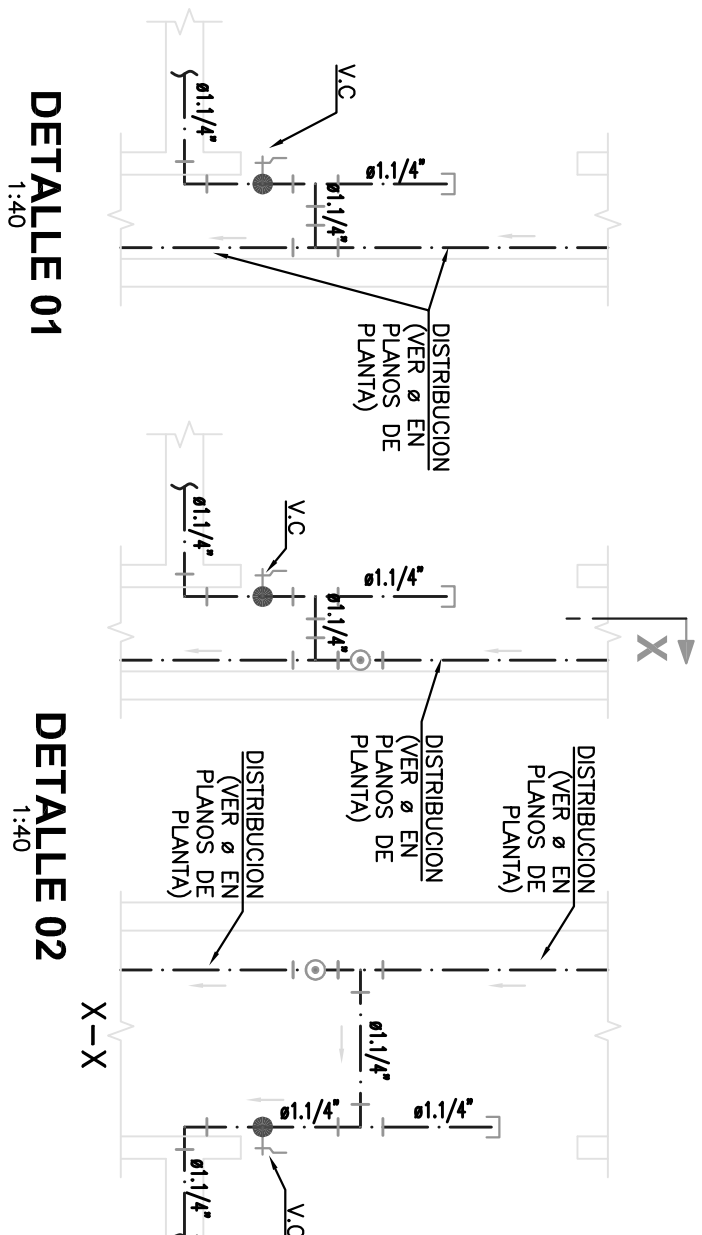 V.C
ø1.1/4"
ø1.1/4"
ø1.1/4"
DISTRIBUCION
(VER ø EN
PLANOS DE
PLANTA)
DETALLE 01
1:40
V.C
ø1.1/4"
ø1.1/4"
ø1.1/4"
X
DISTRIBUCION
(VER ø EN
PLANOS DE
PLANTA)
DETALLE 02
1:40
DISTRIBUCION
(VER ø EN
PLANOS DE
PLANTA)
DISTRIBUCION
(VER ø EN
PLANOS DE
PLANTA)
ø1.1/4"
ø1.1/4"
ø1.1/4"
ø1.1/4"
V.C
X-X